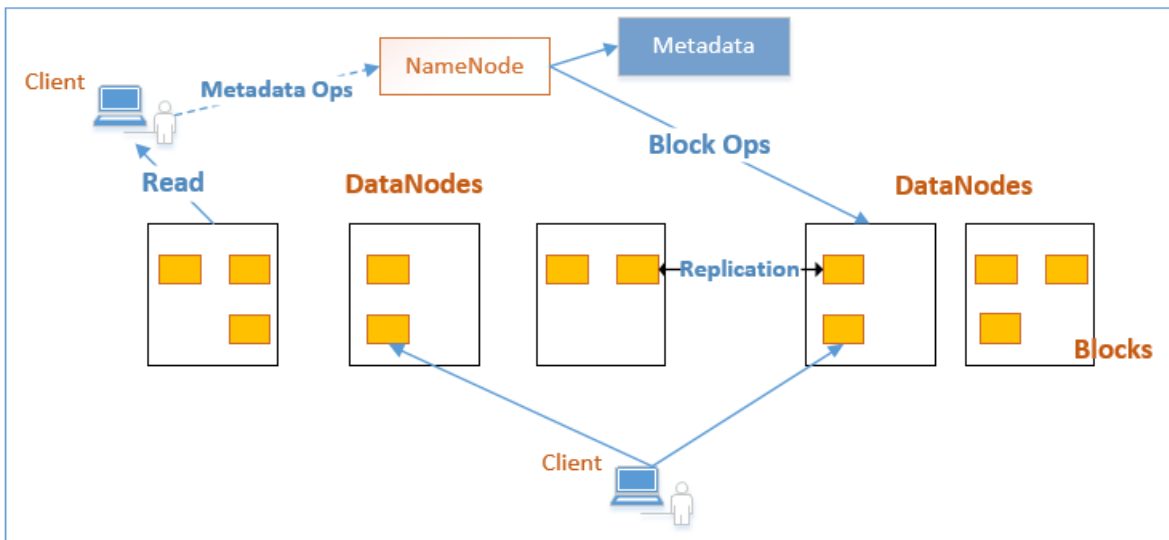 Metadata
NameNode
Client
Metadata Ops
Block Ops
Read
DataNodes
DataNodes
Replication
Blocks
Client